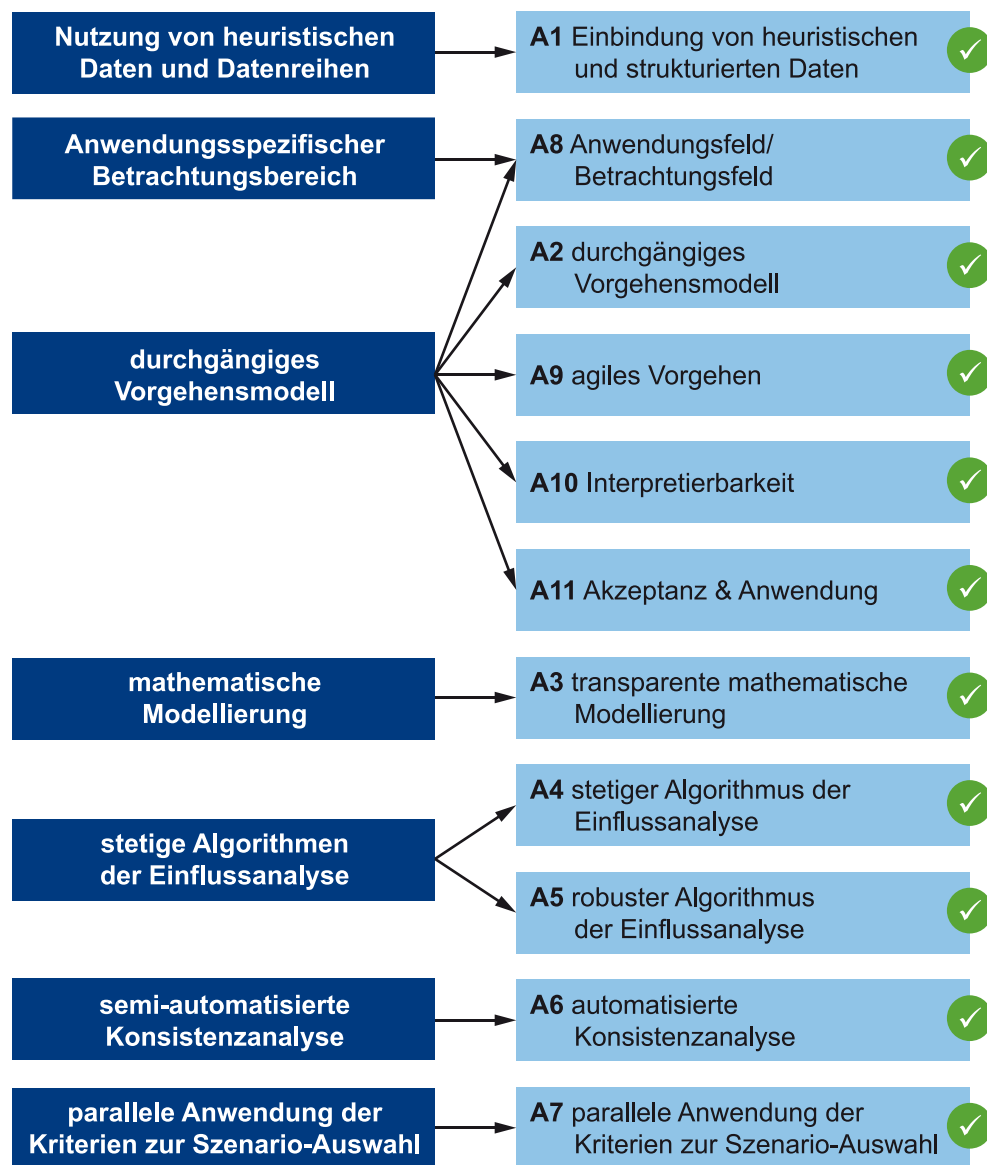 Nutzung von heuristischen
Daten und Datenreihen
A1 Einbindung von heuristischen
und strukturierten Daten
Anwendungsspezifischer
Betrachtungsbereich
A8 Anwendungsfeld/
Betrachtungsfeld
A2 durchgängiges
Vorgehensmodell
durchgängiges
Vorgehensmodell
A9 agiles Vorgehen
A10 Interpretierbarkeit
A11 Akzeptanz & Anwendung
mathematische
Modellierung
A3 transparente mathematische
Modellierung
A4 stetiger Algorithmus der
Einflussanalyse
stetige Algorithmen
der Einflussanalyse
A5 robuster Algorithmus
der Einflussanalyse
semi-automatisierte
Konsistenzanalyse
A6 automatisierte
Konsistenzanalyse
parallele Anwendung der
Kriterien zur Szenario-Auswahl
A7 parallele Anwendung der
Kriterien zur Szenario-Auswahl